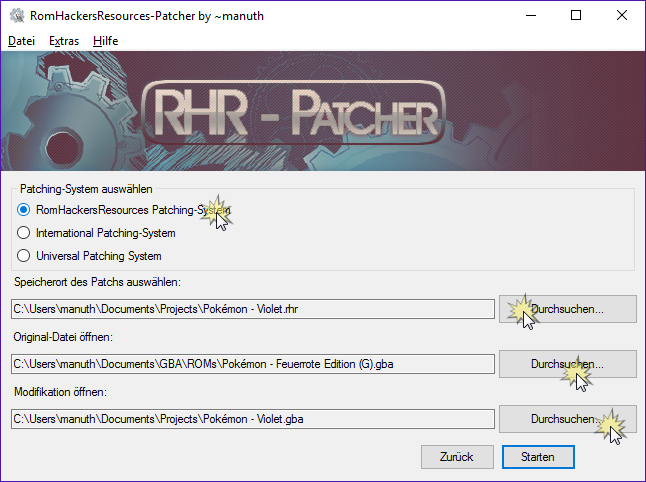 RomHackersResources-Patcher by ~manuth
Datei Extras Hilfe
RHR - PATCHER
Patching-System auswählen
RomHackersResources Patching-System
International Patching-System
Universal Patching System
Speicherort des Patchs auswählen:
C:\Users\manuth\Documents\Projects\Pokémon - Violet.rhr
Durchsuchen...
Original-Datei öffnen:
C:\Users\manuth\Documents\GBA\ROMs\Pokémon - Feuerrote Edition (G).gba
Durchsuchen...
Modifikation öffnen:
C:\Users\manuth\Documents\Projects\Pokémon - Violet.gba
Durchsuchen...
Zurück Starten